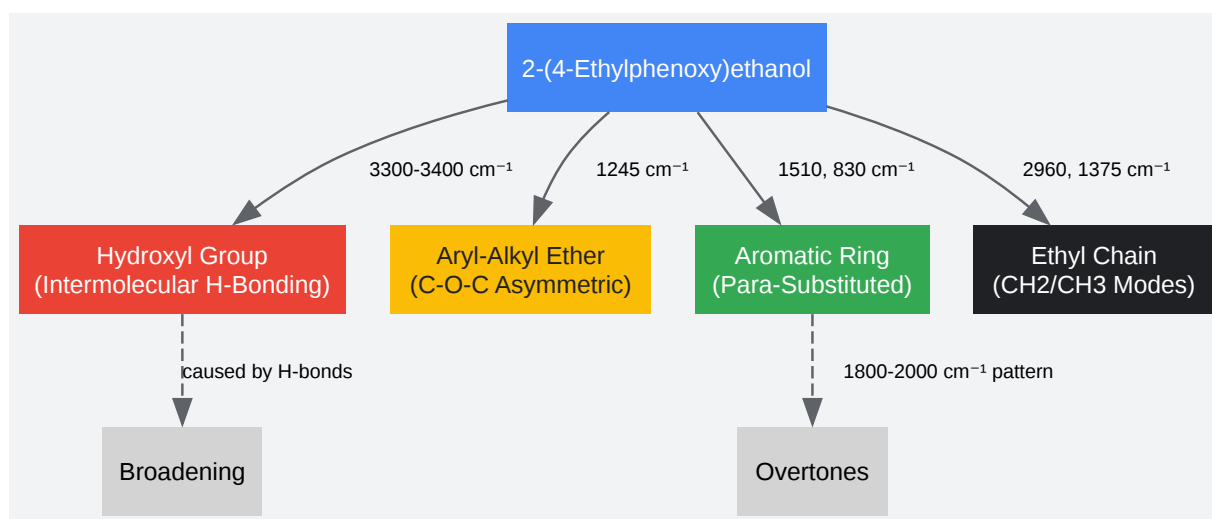 2-(4-Ethylphenoxy)ethanol
3300-3400 cm⁻¹
1245 cm⁻¹
1510, 830 cm⁻¹
2960, 1375 cm⁻¹
Hydroxyl Group
(Intermolecular H-Bonding)
Aryl-Alkyl Ether
(C-O-C Asymmetric)
Aromatic Ring
(Para-Substituted)
Ethyl Chain
(CH2/CH3 Modes)
caused by H-bonds
1800-2000 cm⁻¹ pattern
Broadening
Overtones